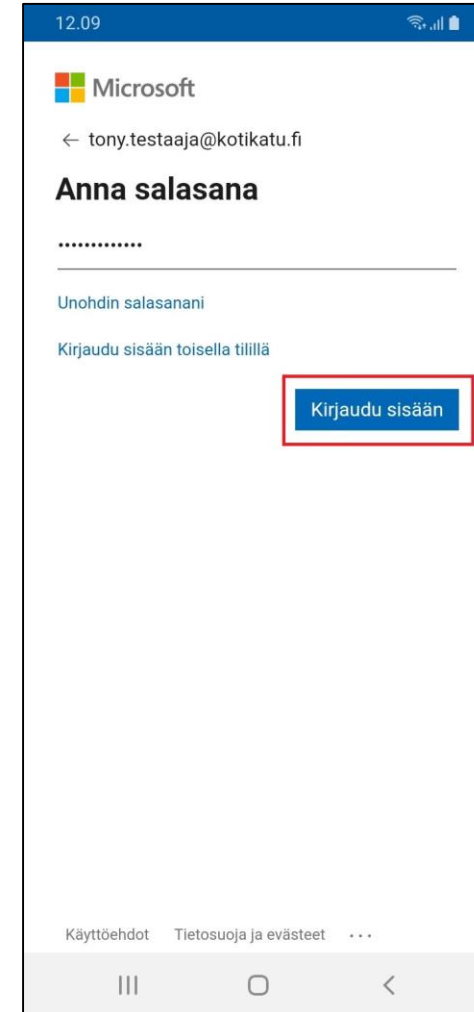 12.09
Microsoft
← tony.testaaja@kotikatu.fi
Anna salasana
•••••••••••••
Unohdin salasanani
Kirjaudu sisään toisella tilillä
Kirjaudu sisään
Käyttöehdot Tietosuoja ja evästeet ...